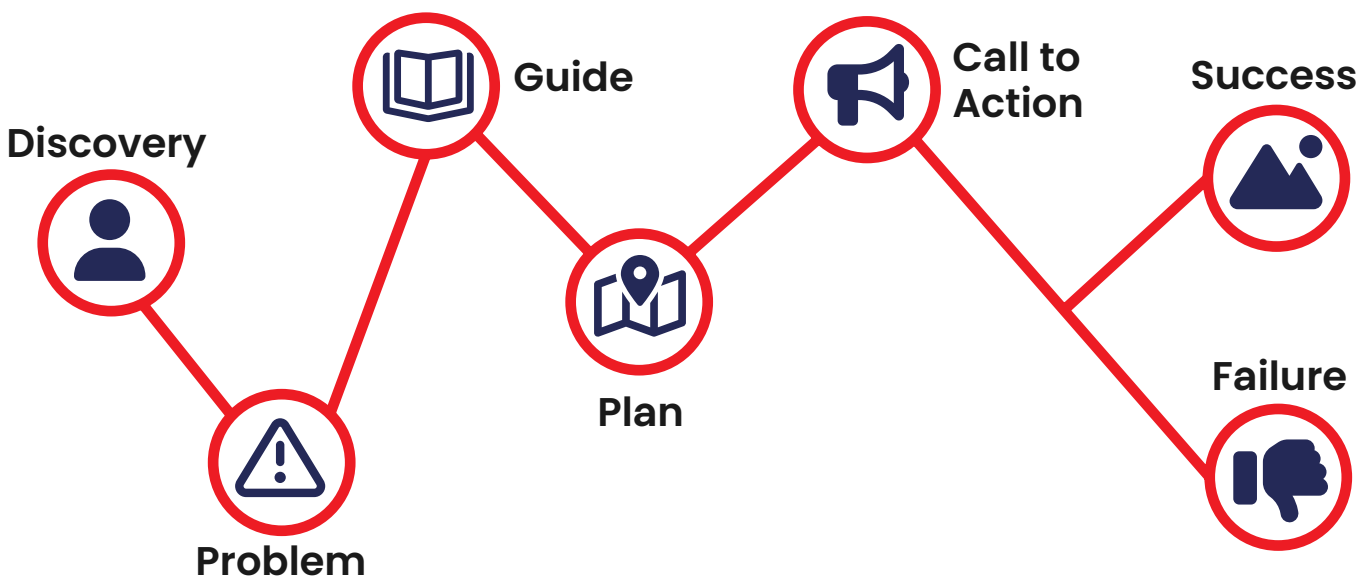 Discovery
Problem
Guide
Plan
Call to
Action
Success
Failure